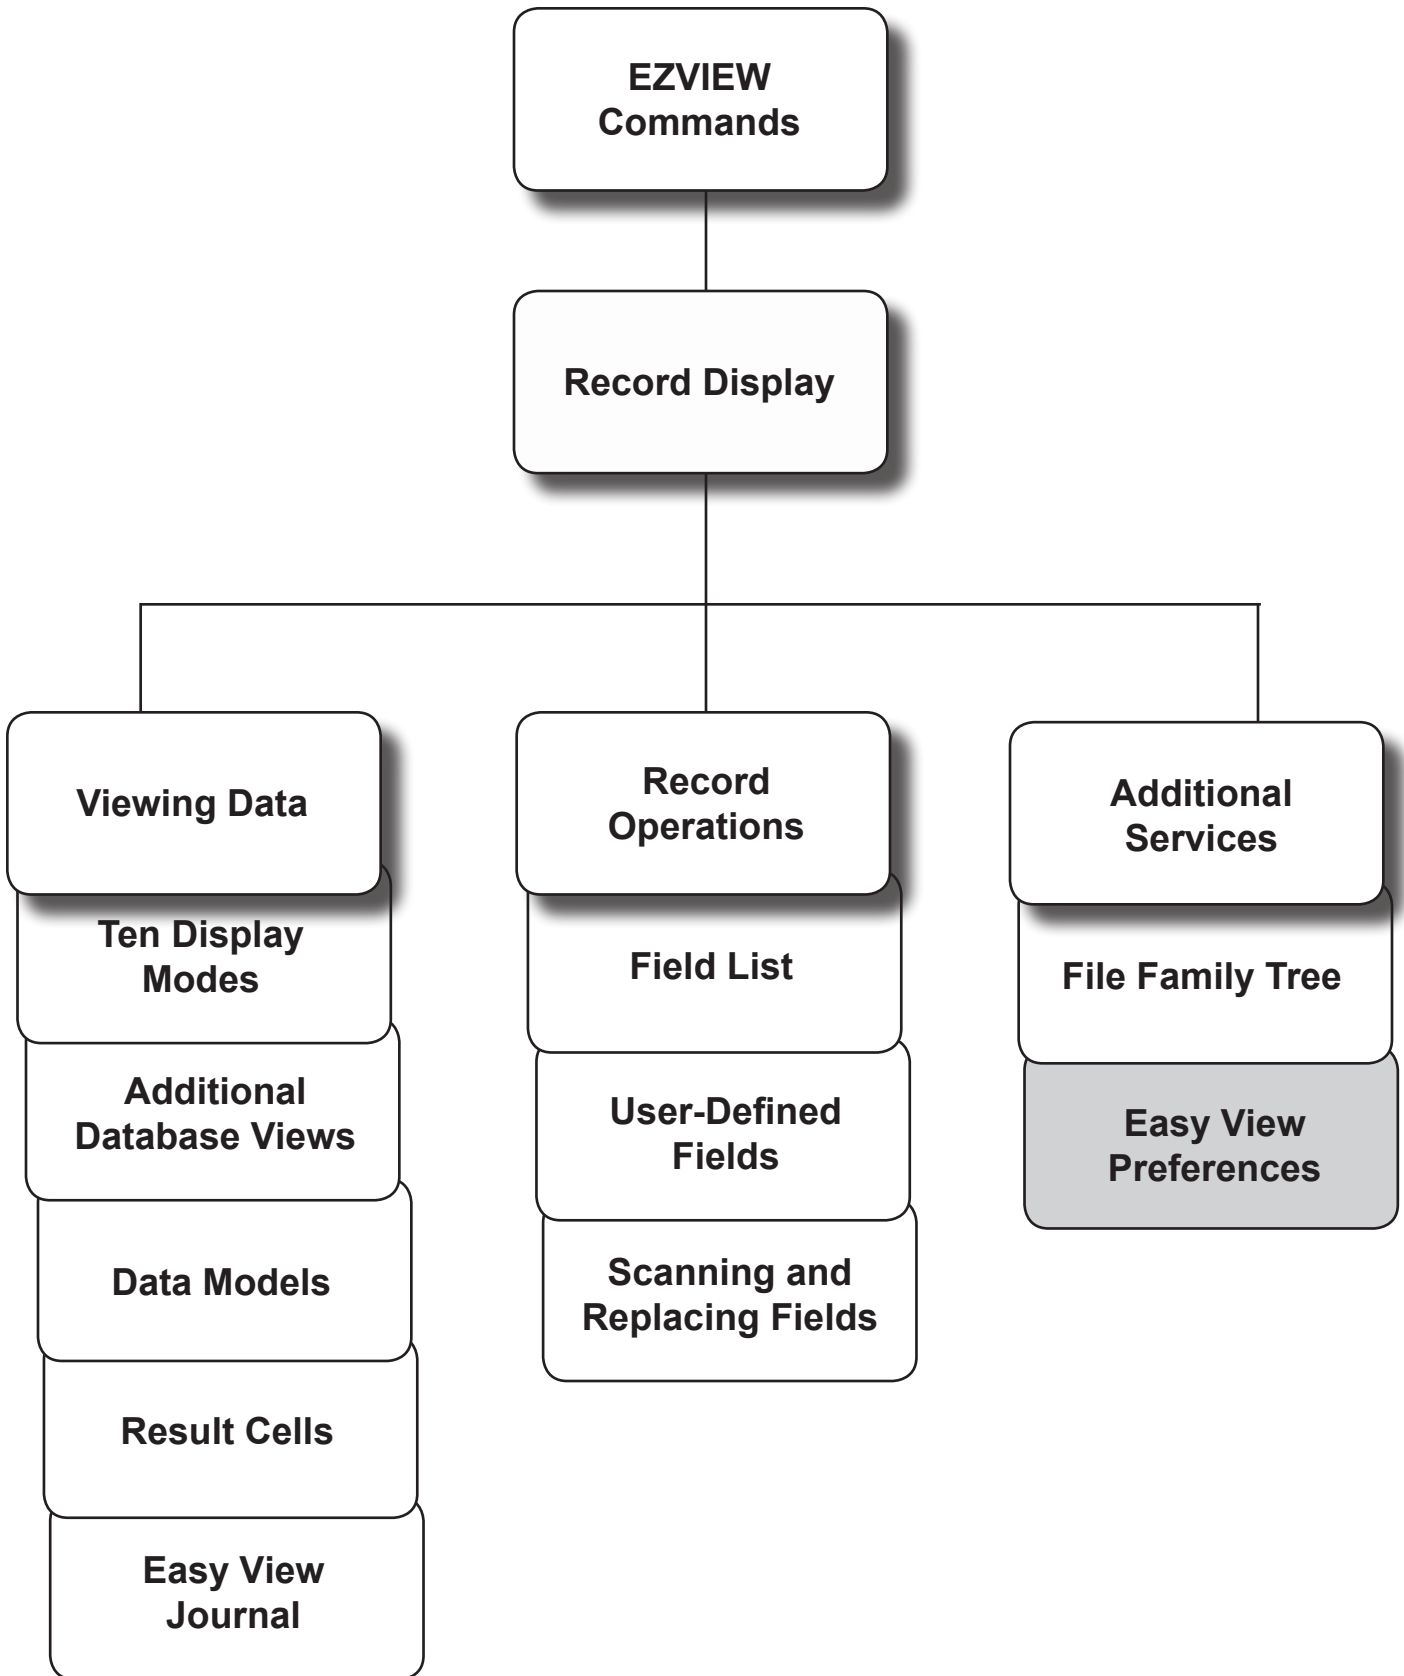 EZVIEW
Commands
Record Display
Viewing Data
Ten Display
Modes
Additional
Database Views
Data Models
Result Cells
Easy View
Journal
Record
Operations
Field List
User-Defined
Fields
Scanning and
Replacing Fields
Additional
Services
File Family Tree
Easy View
Preferences